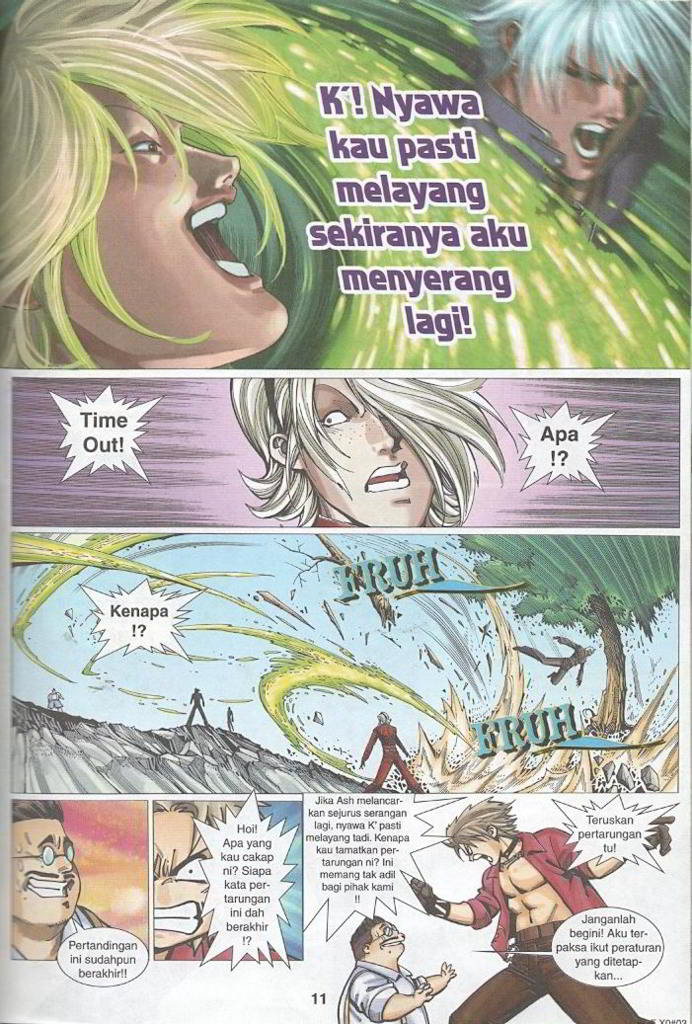 K'! Nyawa
kau pasti
melayang
sekiranya aku
menyerang
lagi!
Time
Out!
Apa
!?
Kenapa
!?
FRUH
FRUH
Pertandingan
ini sudahpun
berakhir!!
Hoi!
Apa yang
kau cakap
ni? Siapa
kata per-
tarungan
ini dah
berakhir
!?
Jika Ash melancar-
kan sejurus serangan
lagi, nyawa K' pasti
melayang tadi. Kenapa
kau tamatkan per-
tarungan ni? Ini
memang tak adil
bagi pihak kami
!!
Teruskan
pertarungan
tu!
Janganlah
begini! Aku ter-
paksa ikut peraturan
yang ditetap-
kan...
11